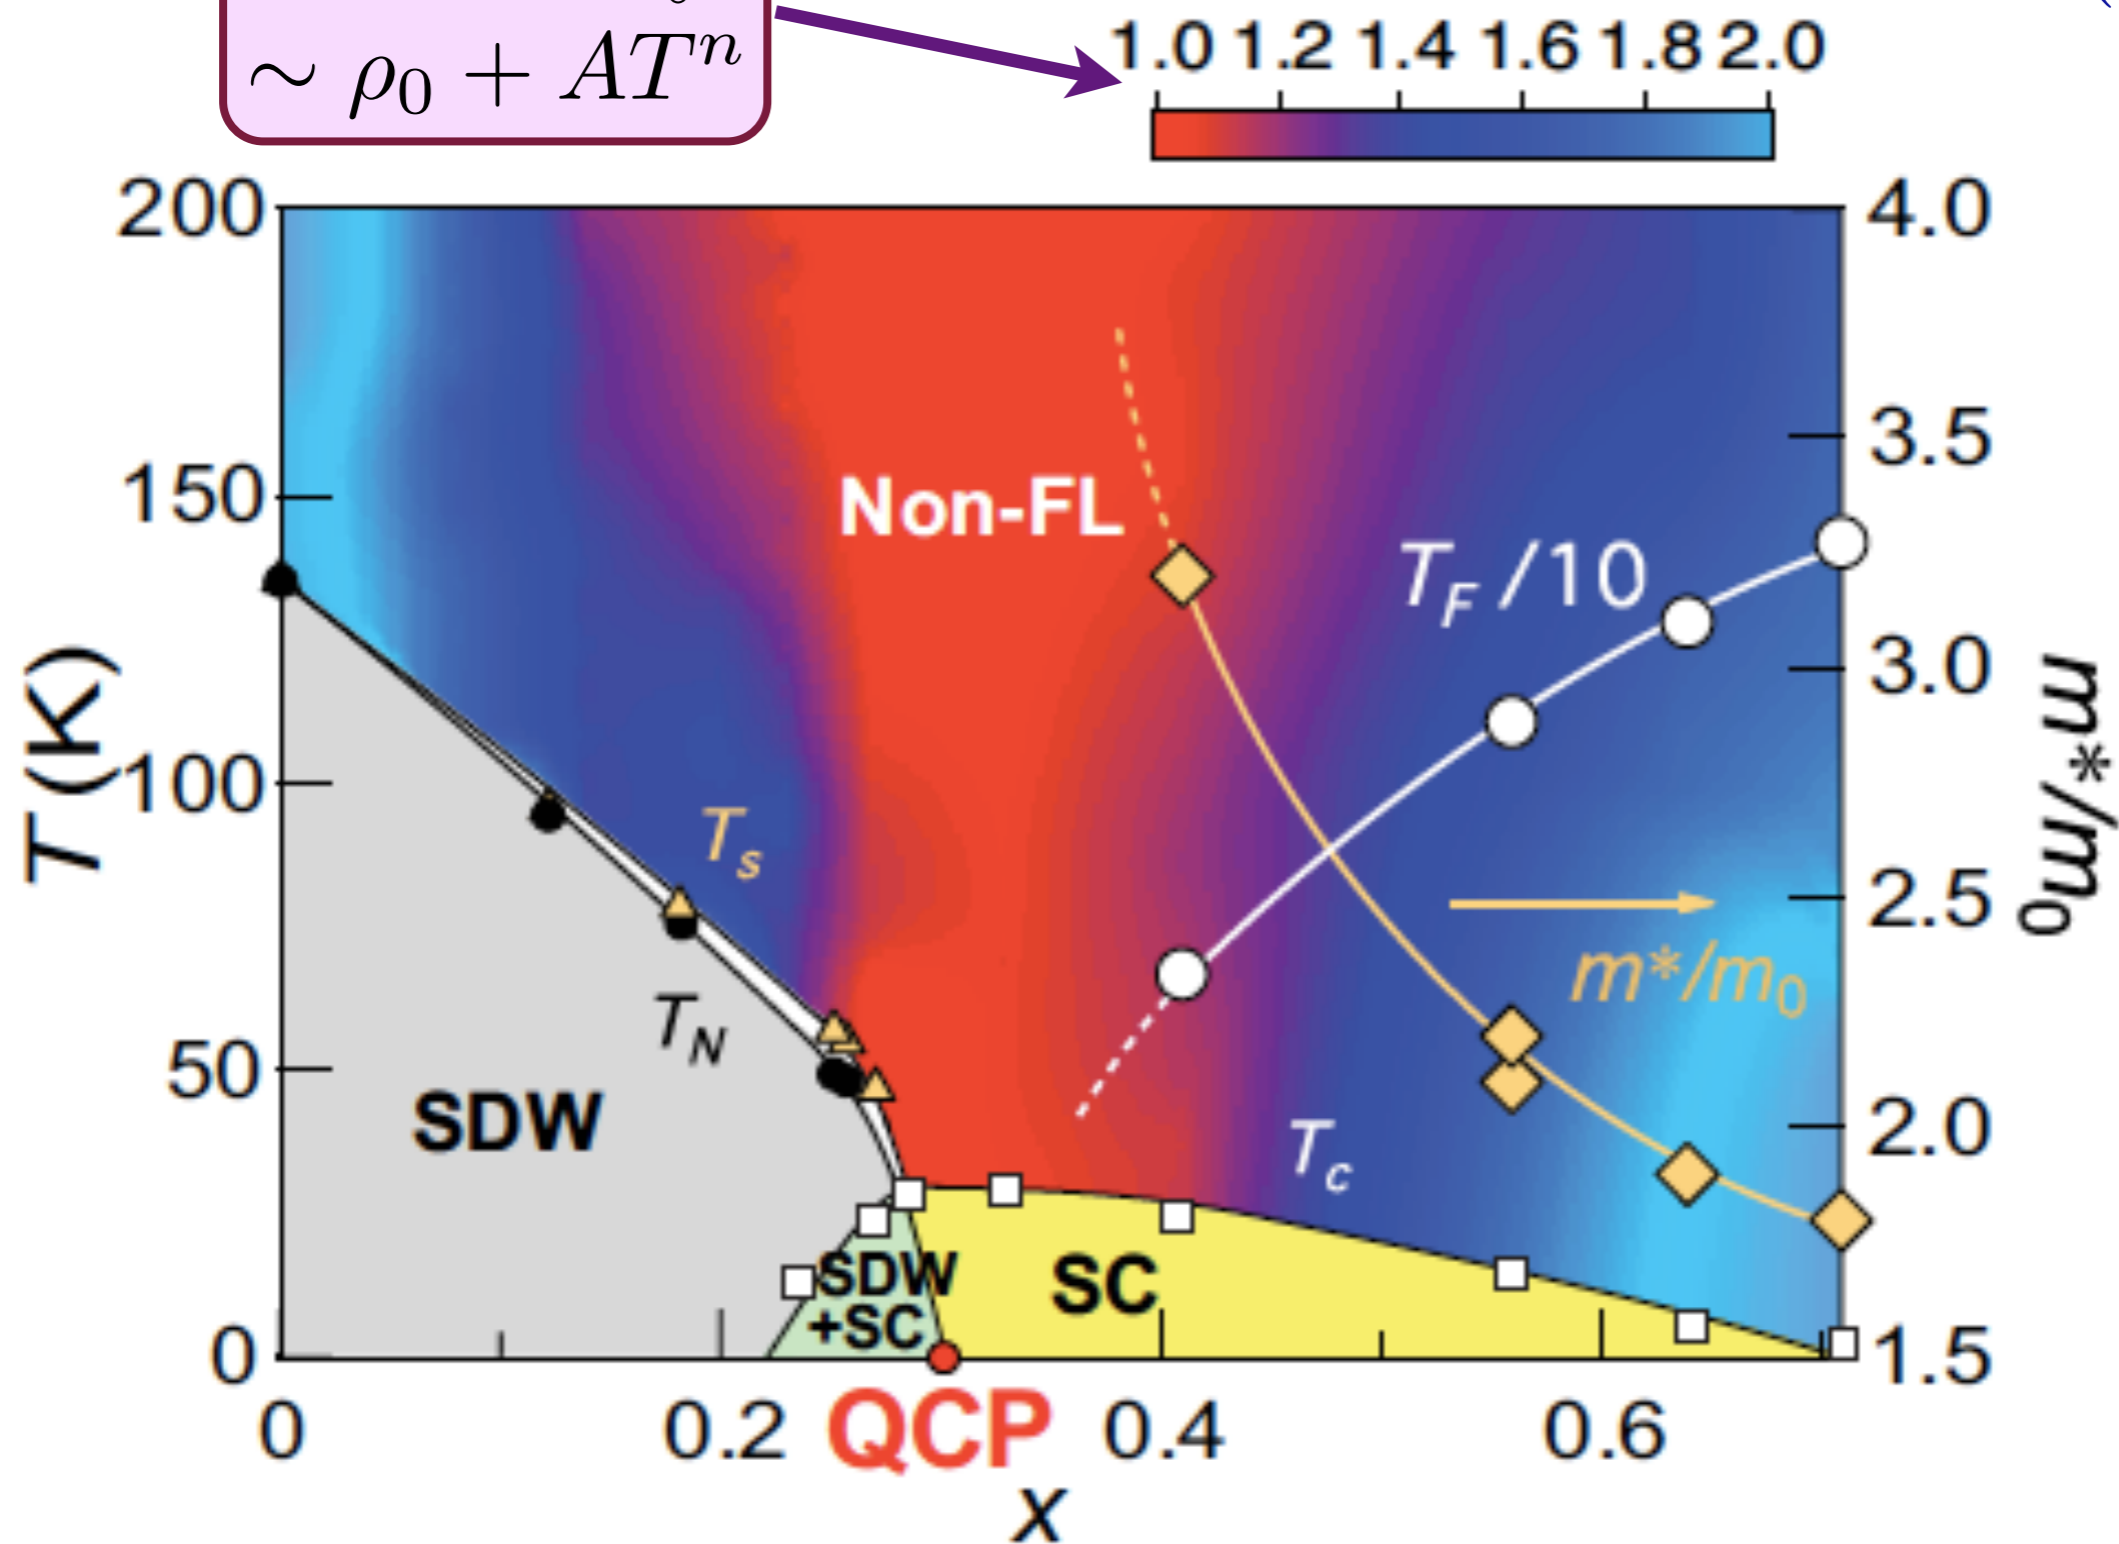 ~ ρ₀ + ATⁿ
1.0 1.2 1.4 1.6 1.8 2.0
200
150
100
50
0
T (K)
4.0
3.5
3.0
2.5
2.0
1.5
m*/m₀
Non-FL
T_F /10
T_s
m*/m₀
T_N
SDW
T_c
SDW
+SC
SC
0 0.2 QCP 0.4 0.6
x